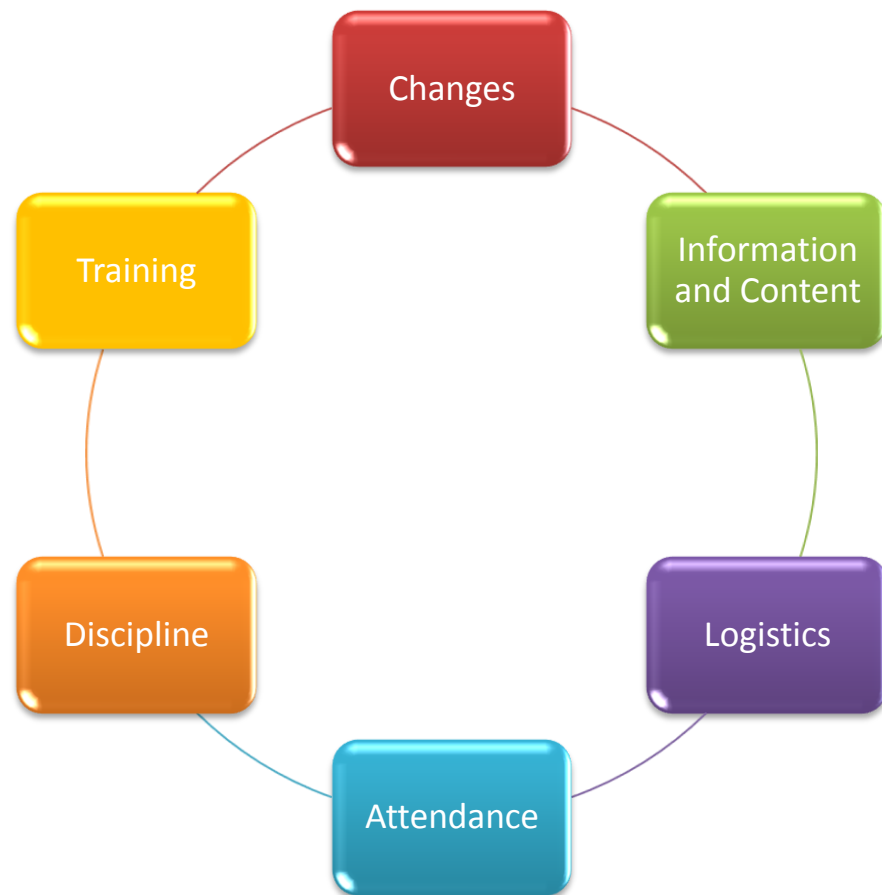 Changes
Information
and Content
Logistics
Attendance
Discipline
Training